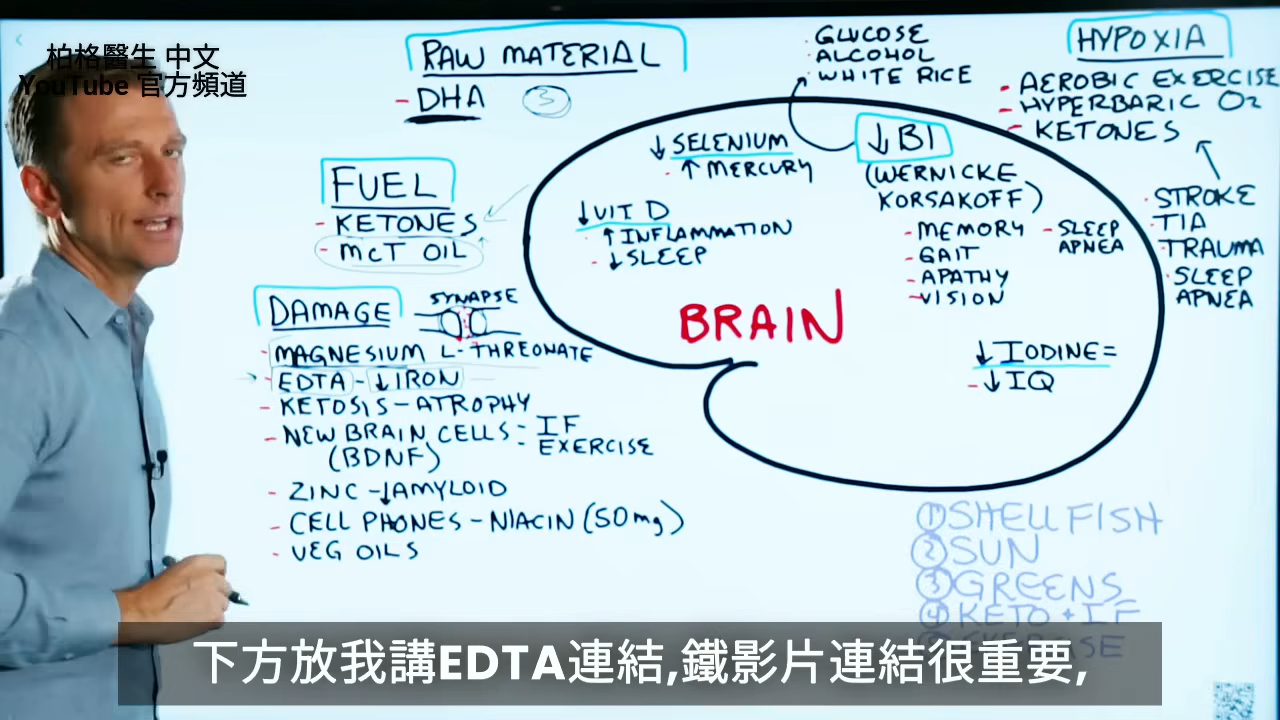 柏格醫生 中文
YouTube 官方頻道
RAW MATERIAL
- DHA ③
FUEL
- KETONES
- MCT OIL
DAMAGE
SYNAPSE
- MAGNESIUM L-THREONATE
- EDTA - ↓IRON
- KETOSIS - ATROPHY
- NEW BRAIN CELLS - IF
- EXERCISE
(BDNF)
- ZINC - ↓AMYLOID
- CELL PHONES - NIACIN (50mg)
- VEG OILS
GLUCOSE
ALCOHOL
WHITE RICE
↓SELENIUM
↑MERCURY
↓VIT D
↑INFLAMMATION
↓SLEEP
↓B1
(WERNICKE
KORSAKOFF)
- MEMORY
- GAIT
- APATHY
- VISION
- SLEEP
APNEA
BRAIN
↓IODINE =
- ↓IQ
HYPOXIA
- AEROBIC EXERCISE
- HYPERBARIC O2
- KETONES
STROKE
TIA
TRAUMA
SLEEP
APNEA
① SHELL FISH
② SUN
③ GREENS
④ KETO + IF
下方放我講EDTA連結,鐵影片連結很重要,